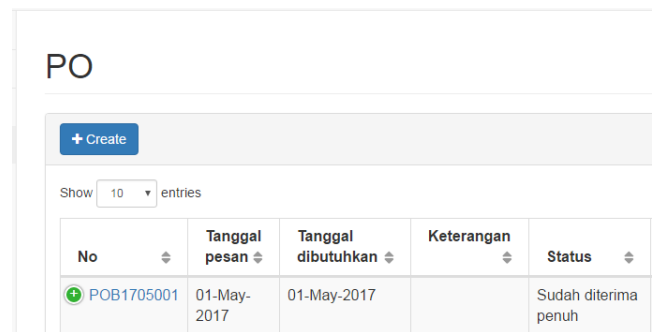 PO
+ Create
Show 10 entries
No Tanggal pesan Tanggal dibutuhkan Keterangan Status
POB1705001 01-May-2017 01-May-2017 Sudah diterima penuh